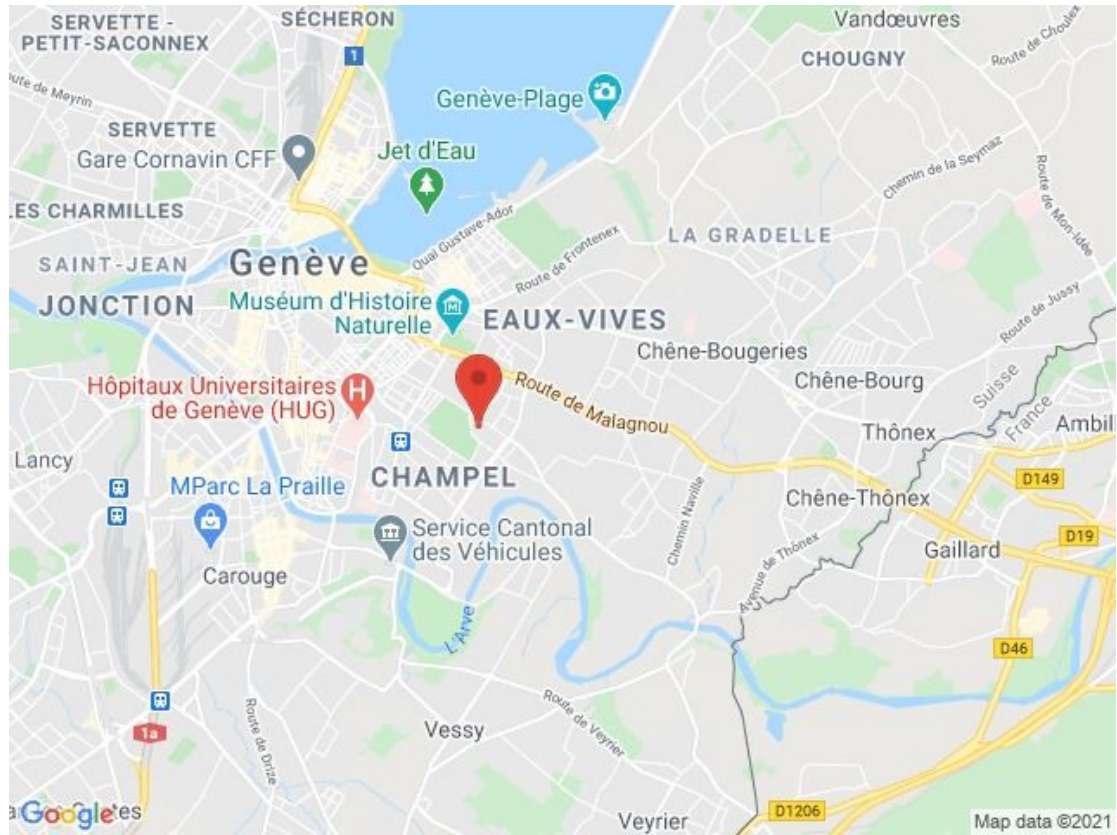 SERVETTE -
PETIT-SACONNEX
SÉCHERON
Vandœuvres
Route de Choulex
CHOUGNY
1
Route de Meyrin
Genève-Plage
SERVETTE
Gare Cornavin CFF
Jet d'Eau
Chemin de la Seymaz
Route de Mon-Idée
LES CHARMILLES
Quai Gustave-Ador
LA GRADELLE
SAINT-JEAN
Genève
Route de Frontenex
JONCTION
Muséum d'Histoire
Naturelle
EAUX-VIVES
Route de Jussy
Chêne-Bougeries
Hôpitaux Universitaires
de Genève (HUG)
H
Route de Malagnou
Chêne-Bourg
Suisse
France
Thônex
Ambill
Lancy
CHAMPEL
D149
MParc La Praille
Chêne-Thônex
Service Cantonal
des Véhicules
Chemin Naville
D19
Gaillard
Carouge
Avenue de Thônex
L'Arve
D46
Vessy
Route de Veyrier
1a
Route de Drize
Google
tes
D1206
Veyrier
Map data ©2021